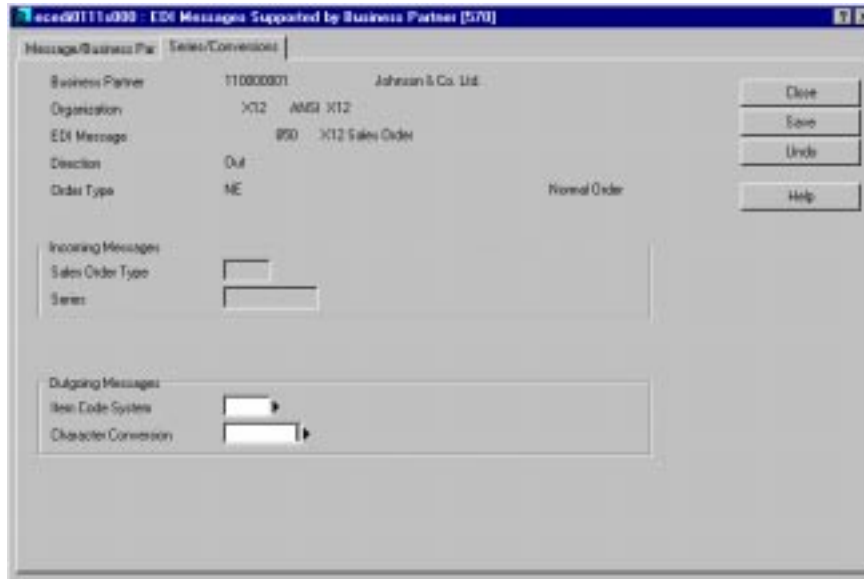 ecedi0111s000 : EDI Messages Supported by Business Partner [570]
Message/Business Par Series/Conversions
Business Partner 110000001 Johnson & Co. Ltd.
Organization X12 ANSI X12
EDI Message 850 X12 Sales Order
Direction Out
Order Type NE Normal Order
Close
Save
Undo
Help
Incoming Messages
Sales Order Type
Series
Outgoing Messages
Item Code System
Character Conversion